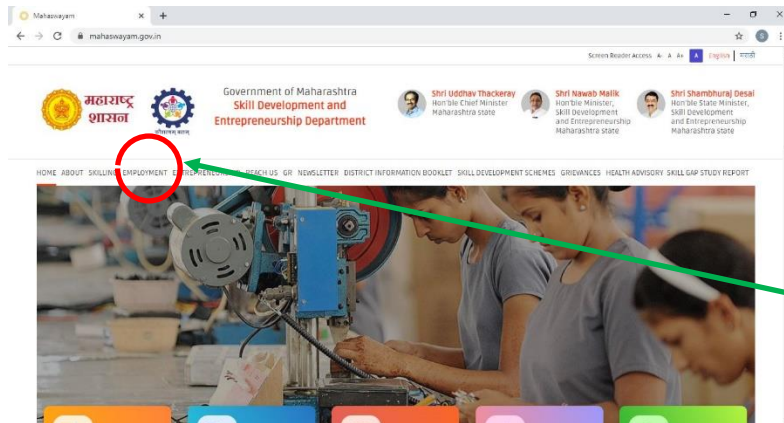 Mahaswayam
mahaswayam.gov.in
S
Screen Reader Access A- A A+ A English मराठी
महाराष्ट्र
शासन
Government of Maharashtra
Skill Development and
Entrepreneurship Department
Shri Uddhav Thackeray
Hon'ble Chief Minister
Maharashtra state
Shri Nawab Malik
Hon'ble Minister,
Skill Development
and Entrepreneurship
Maharashtra state
Shri Shambhuraj Desai
Hon'ble State Minister,
Skill Development
and Entrepreneurship
Maharashtra state
HOME ABOUT SKILLING EMPLOYMENT ENTREPRENEURSHIP REACH US GR NEWSLETTER DISTRICT INFORMATION BOOKLET SKILL DEVELOPMENT SCHEMES GRIEVANCES HEALTH ADVISORY SKILL GAP STUDY REPORT